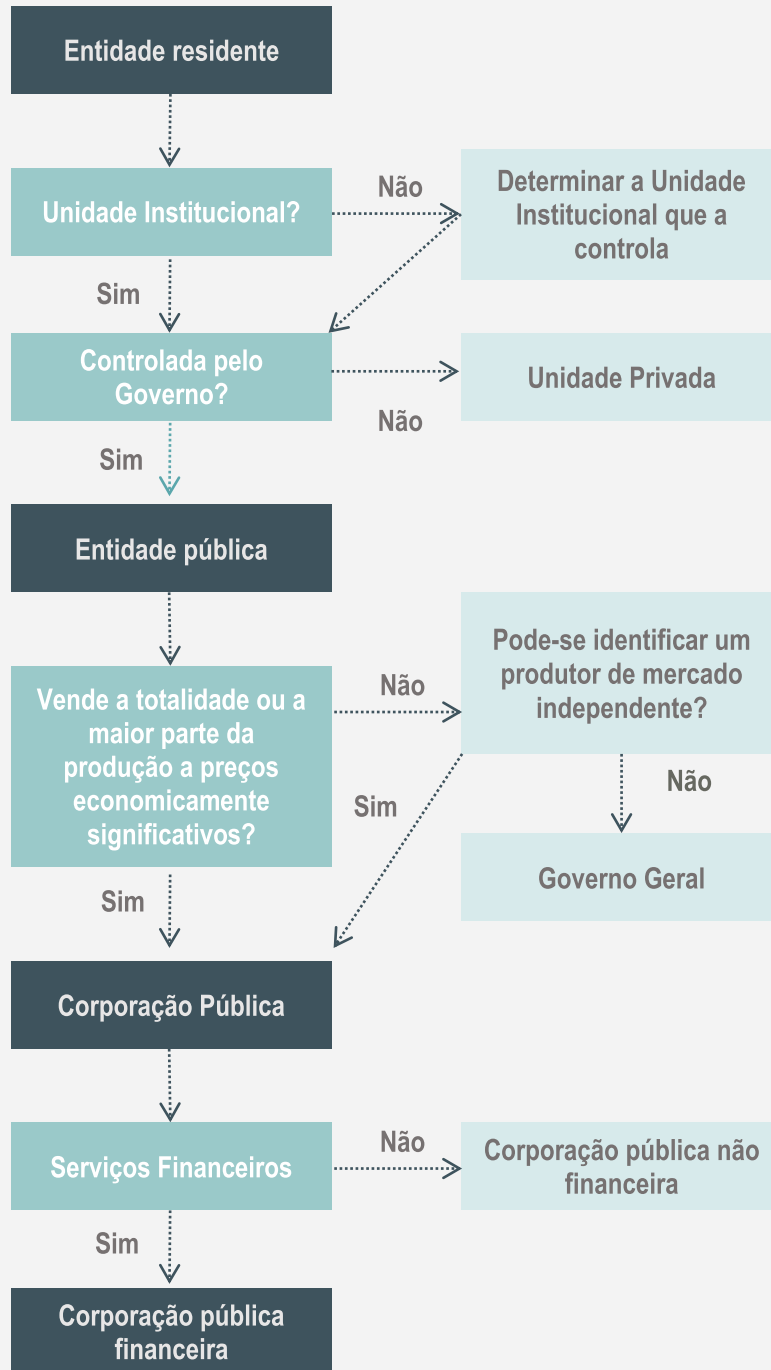 Entidade residente
Unidade Institucional?
Não
Determinar a Unidade
Institucional que a
controla
Sim
Controlada pelo
Governo?
Não
Unidade Privada
Sim
Entidade pública
Vende a totalidade ou a
maior parte da
produção a preços
economicamente
significativos?
Não
Pode-se identificar um
produtor de mercado
independente?
Sim
Não
Governo Geral
Sim
Corporação Pública
Serviços Financeiros
Não
Corporação pública não
financeira
Sim
Corporação pública
financeira